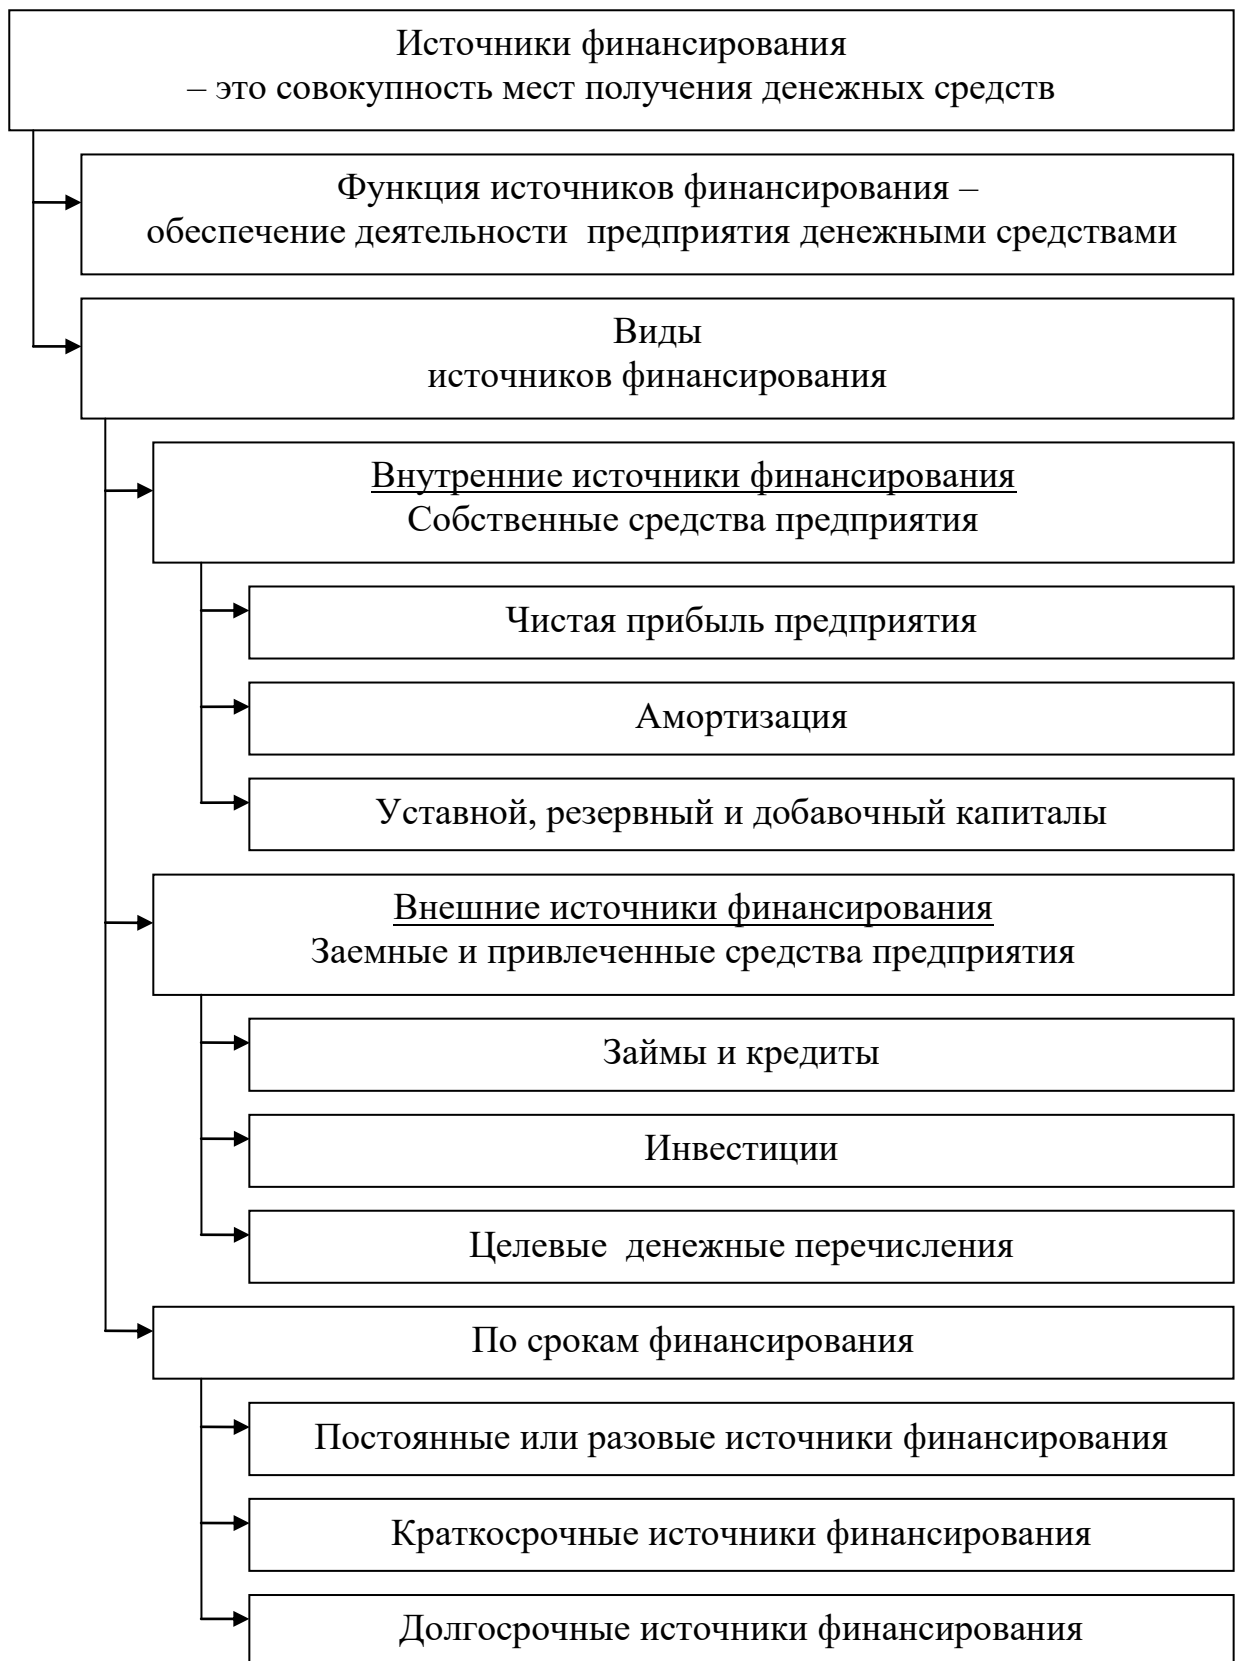 Источники финансирования
– это совокупность мест получения денежных средств
Функция источников финансирования –
обеспечение деятельности предприятия денежными средствами
Виды
источников финансирования
Внутренние источники финансирования
Собственные средства предприятия
Чистая прибыль предприятия
Амортизация
Уставной, резервный и добавочный капиталы
Внешние источники финансирования
Заемные и привлеченные средства предприятия
Займы и кредиты
Инвестиции
Целевые денежные перечисления
По срокам финансирования
Постоянные или разовые источники финансирования
Краткосрочные источники финансирования
Долгосрочные источники финансирования